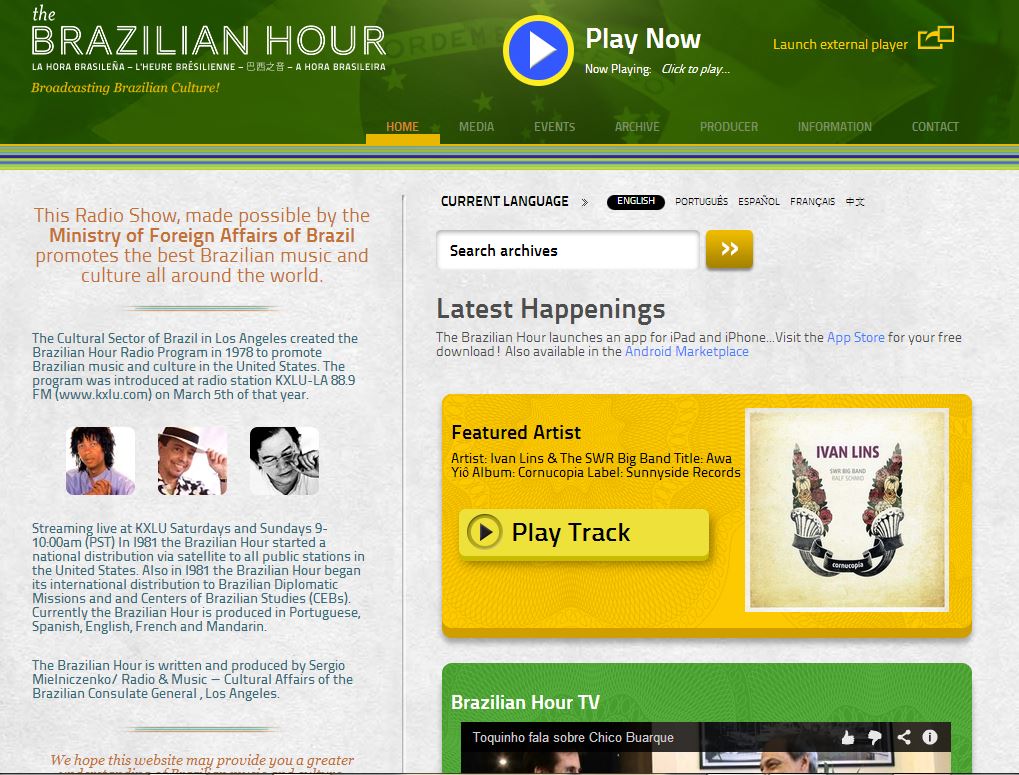 the
BRAZILIAN HOUR
LA HORA BRASILEÑA – L'HEURE BRÉSILIENNE – 巴西之音 – A HORA BRASILEIRA
Broadcasting Brazilian Culture!
ORDEM E
Play Now
Now Playing: Click to play...
Launch external player
HOME MEDIA EVENTS ARCHIVE PRODUCER INFORMATION CONTACT
This Radio Show, made possible by the
Ministry of Foreign Affairs of Brazil
promotes the best Brazilian music and
culture all around the world.
The Cultural Sector of Brazil in Los Angeles created the
Brazilian Hour Radio Program in 1978 to promote
Brazilian music and culture in the United States. The
program was introduced at radio station KXLU-LA 88.9
FM (www.kxlu.com) on March 5th of that year.
Streaming live at KXLU Saturdays and Sundays 9-
10:00am (PST) In 1981 the Brazilian Hour started a
national distribution via satellite to all public stations in
the United States. Also in 1981 the Brazilian Hour began
its international distribution to Brazilian Diplomatic
Missions and and Centers of Brazilian Studies (CEBs).
Currently the Brazilian Hour is produced in Portuguese,
Spanish, English, French and Mandarin.
The Brazilian Hour is written and produced by Sergio
Mielniczenko/ Radio & Music – Cultural Affairs of the
Brazilian Consulate General , Los Angeles.
We hope this website may provide you a greater
understanding of Brazilian music and culture
CURRENT LANGUAGE » ENGLISH PORTUGUÊS ESPAÑOL FRANÇAIS 中文
Search archives »
Latest Happenings
The Brazilian Hour launches an app for iPad and iPhone...Visit the App Store for your free
download! Also available in the Android Marketplace
Featured Artist
Artist: Ivan Lins & The SWR Big Band Title: Awa
Yiô Album: Cornucopia Label: Sunnyside Records
Play Track
IVAN LINS
SWR BIG BAND
RALF SCHMID
cornucopia
Brazilian Hour TV
Toquinho fala sobre Chico Buarque